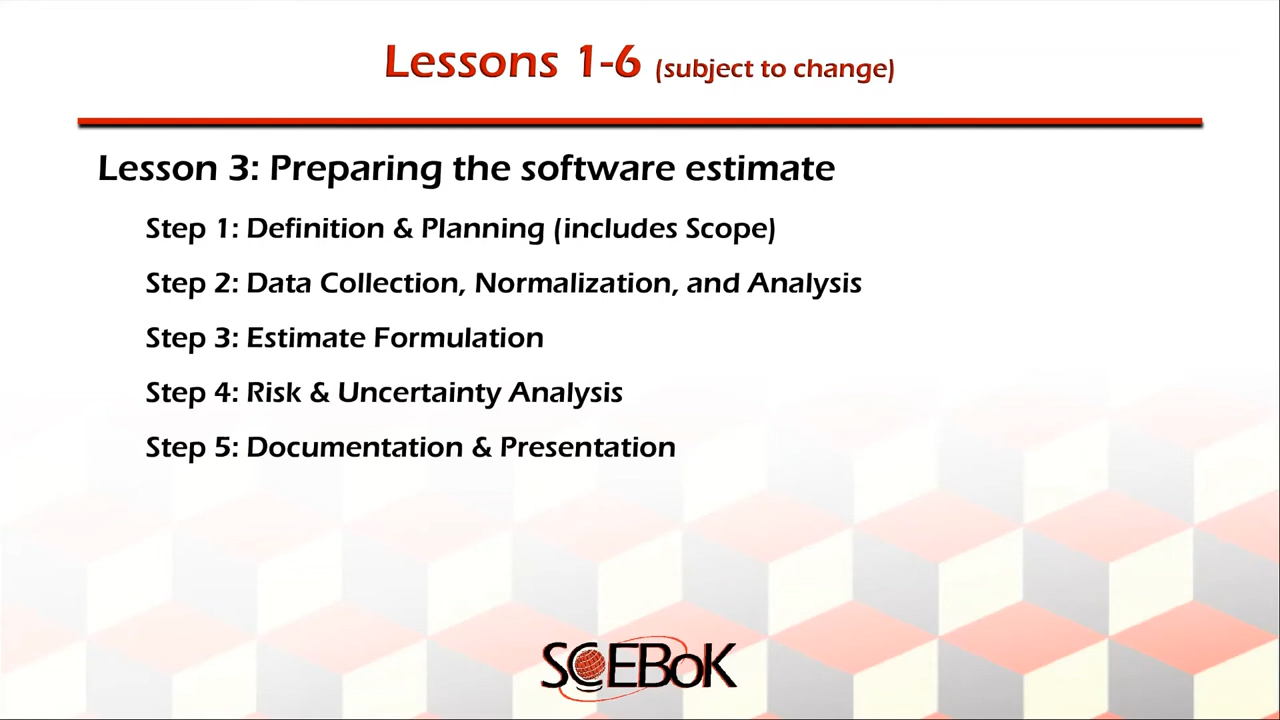 Lessons 1-6 (subject to change)
Lesson 3: Preparing the software estimate
Step 1: Definition & Planning (includes Scope)
Step 2: Data Collection, Normalization, and Analysis
Step 3: Estimate Formulation
Step 4: Risk & Uncertainty Analysis
Step 5: Documentation & Presentation
SCEBoK